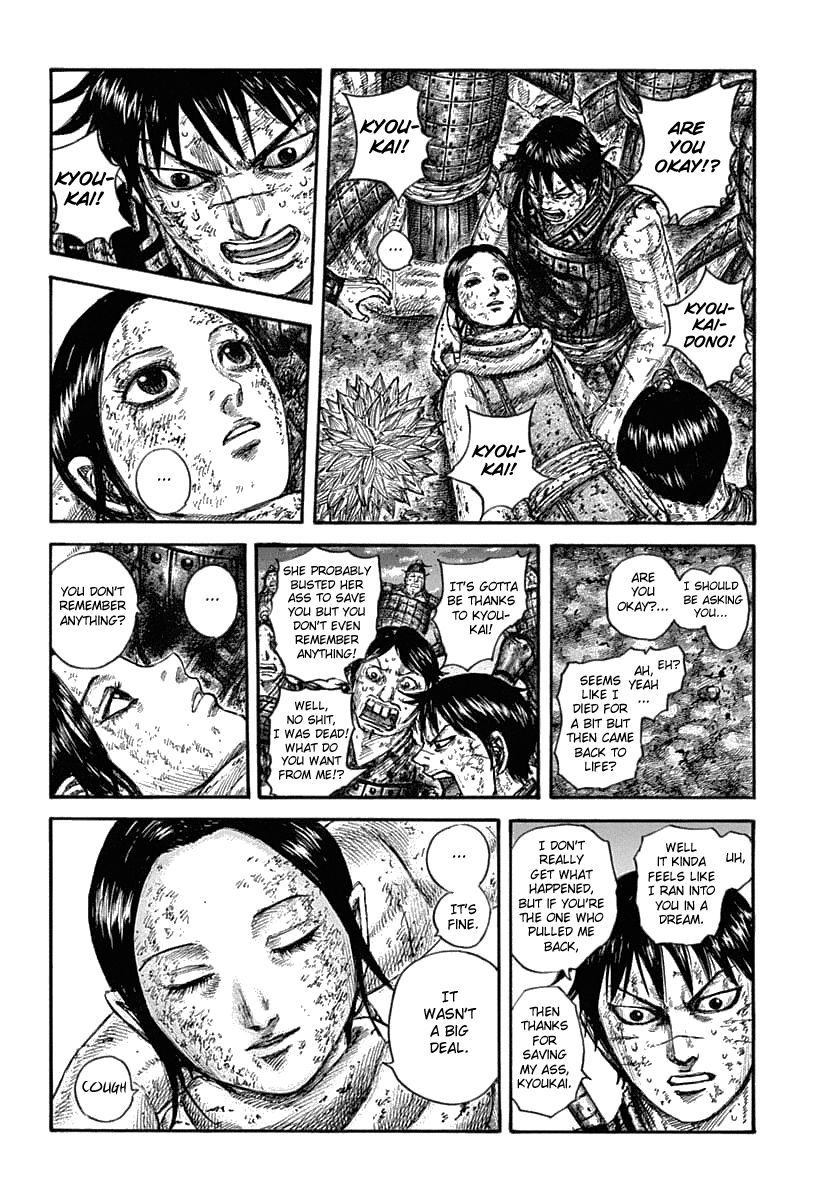 ARE
YOU
OKAY!?
KYOU-
KAI!
...
KYOU-
KAI-
DONO!
KYOU-
KAI!
KYOU-
KAI!
...
I SHOULD
BE ASKING
YOU...
ARE
YOU
OKAY?...
EH?
AH,
YEAH
...
SEEMS
LIKE I
DIED FOR
A BIT BUT
THEN CAME
BACK TO
LIFE?
IT'S GOTTA
BE THANKS
TO KYOU-
KAI!
SHE PROBABLY
BUSTED HER
ASS TO SAVE
YOU BUT YOU
DON'T EVEN
REMEMBER
ANYTHING!
WELL,
NO SHIT,
I WAS DEAD!
WHAT DO
YOU WANT
FROM ME!?
...
YOU DON'T
REMEMBER
ANYTHING?
UH,
WELL
IT KINDA
FEELS LIKE
I RAN INTO
YOU IN A
DREAM.
I DON'T
REALLY
GET WHAT
HAPPENED,
BUT IF YOU'RE
THE ONE WHO
PULLED ME
BACK,
THEN
THANKS
FOR
SAVING
MY ASS,
KYOUKAI.
...
IT'S
FINE.
IT
WASN'T
A BIG
DEAL.
COUGH